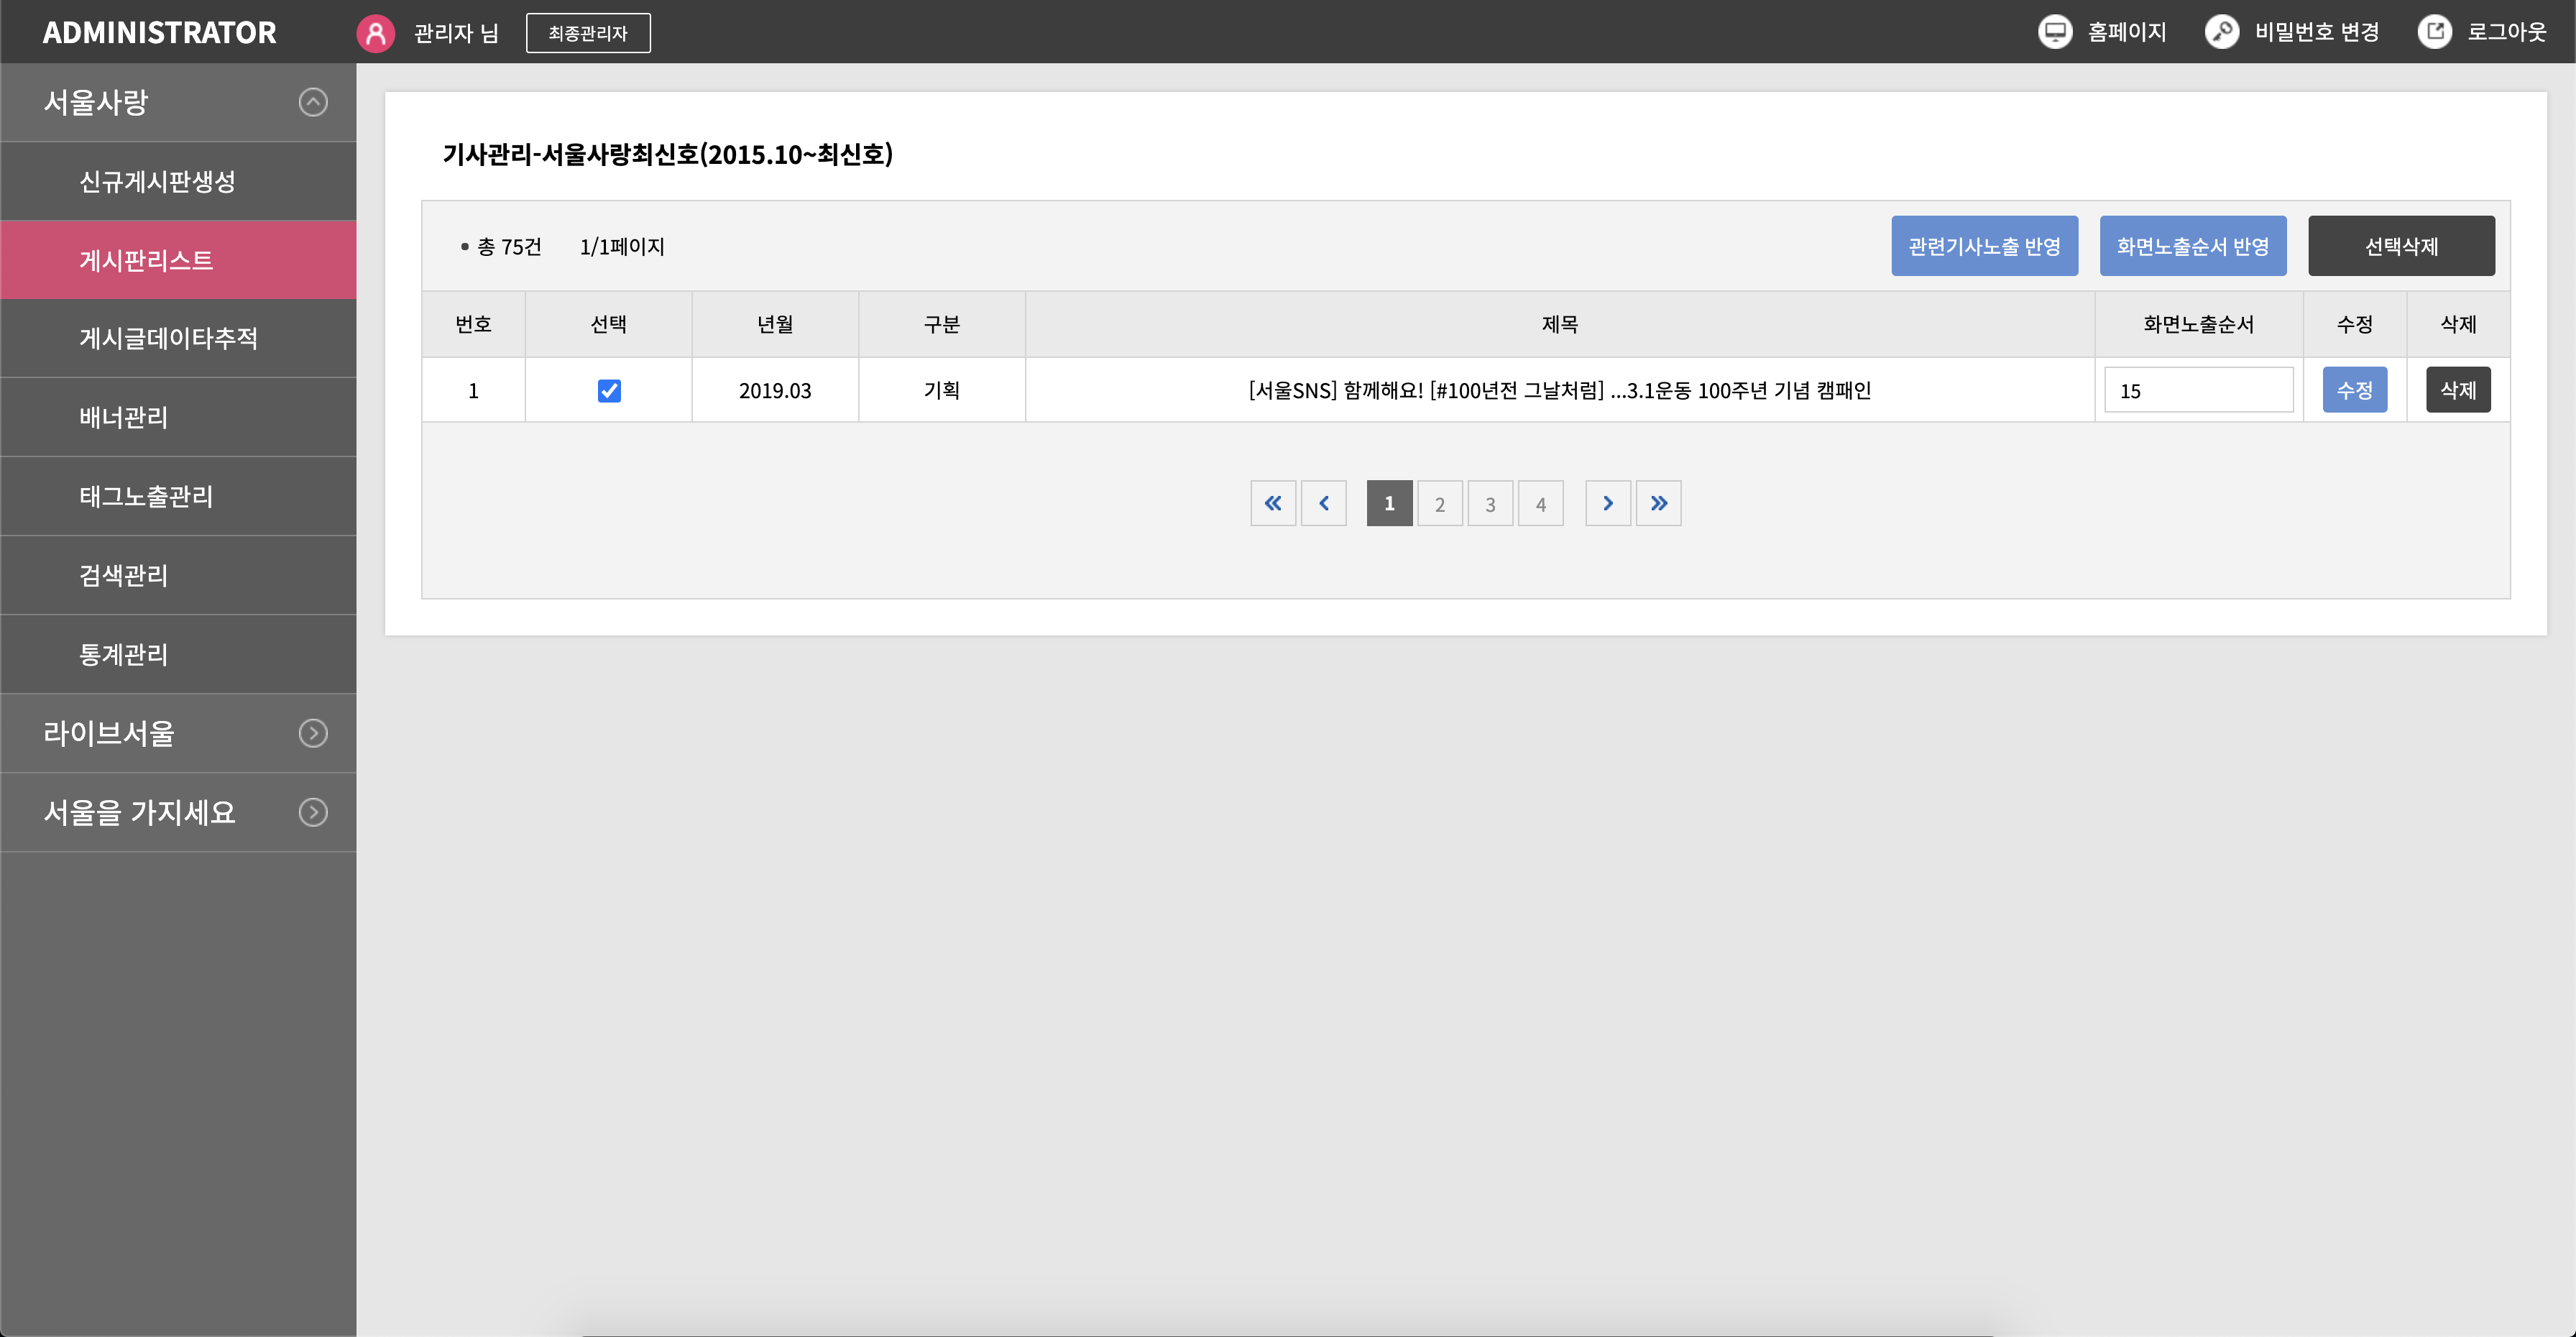 ADMINISTRATOR 관리자 님 최종관리자 홈페이지 비밀번호 변경 로그아웃
서울사랑
신규게시판생성
게시판리스트
게시글데이타추적
배너관리
태그노출관리
검색관리
통계관리
라이브서울
서울을 가지세요
기사관리-서울사랑최신호(2015.10~최신호)
• 총 75건 1/1페이지 관련기사노출 반영 화면노출순서 반영 선택삭제
번호 선택 년월 구분 제목 화면노출순서 수정 삭제
1 2019.03 기획 [서울SNS] 함께해요! [#100년전 그날처럼] ...3.1운동 100주년 기념 캠페인 15 수정 삭제
1 2 3 4